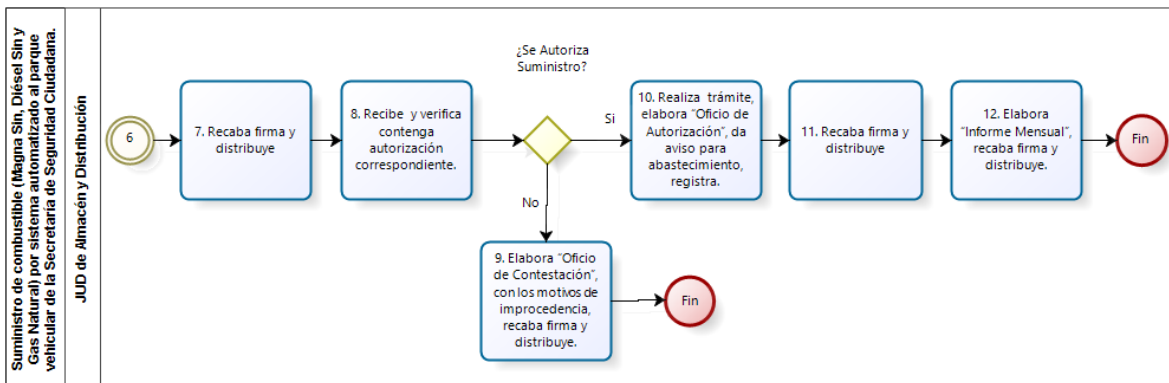 Suministro de combustible (Magna Sin, Diésel Sin y
Gas Natural) por sistema automatizado al parque
vehicular de la Secretaría de Seguridad Ciudadana.
JUD de Almacén y Distribución
6
7. Recaba firma y
distribuye
8. Recibe y verifica
contenga
autorización
correspondiente.
¿Se Autoriza
Suministro?
Si
10. Realiza trámite,
elabora “Oficio de
Autorización”, da
aviso para
abastecimiento,
registra.
11. Recaba firma y
distribuye
12. Elabora
“Informe Mensual”,
recaba firma y
distribuye.
Fin
No
9. Elabora “Oficio
de Contestación”,
con los motivos de
improcedencia,
recaba firma y
distribuye.
Fin